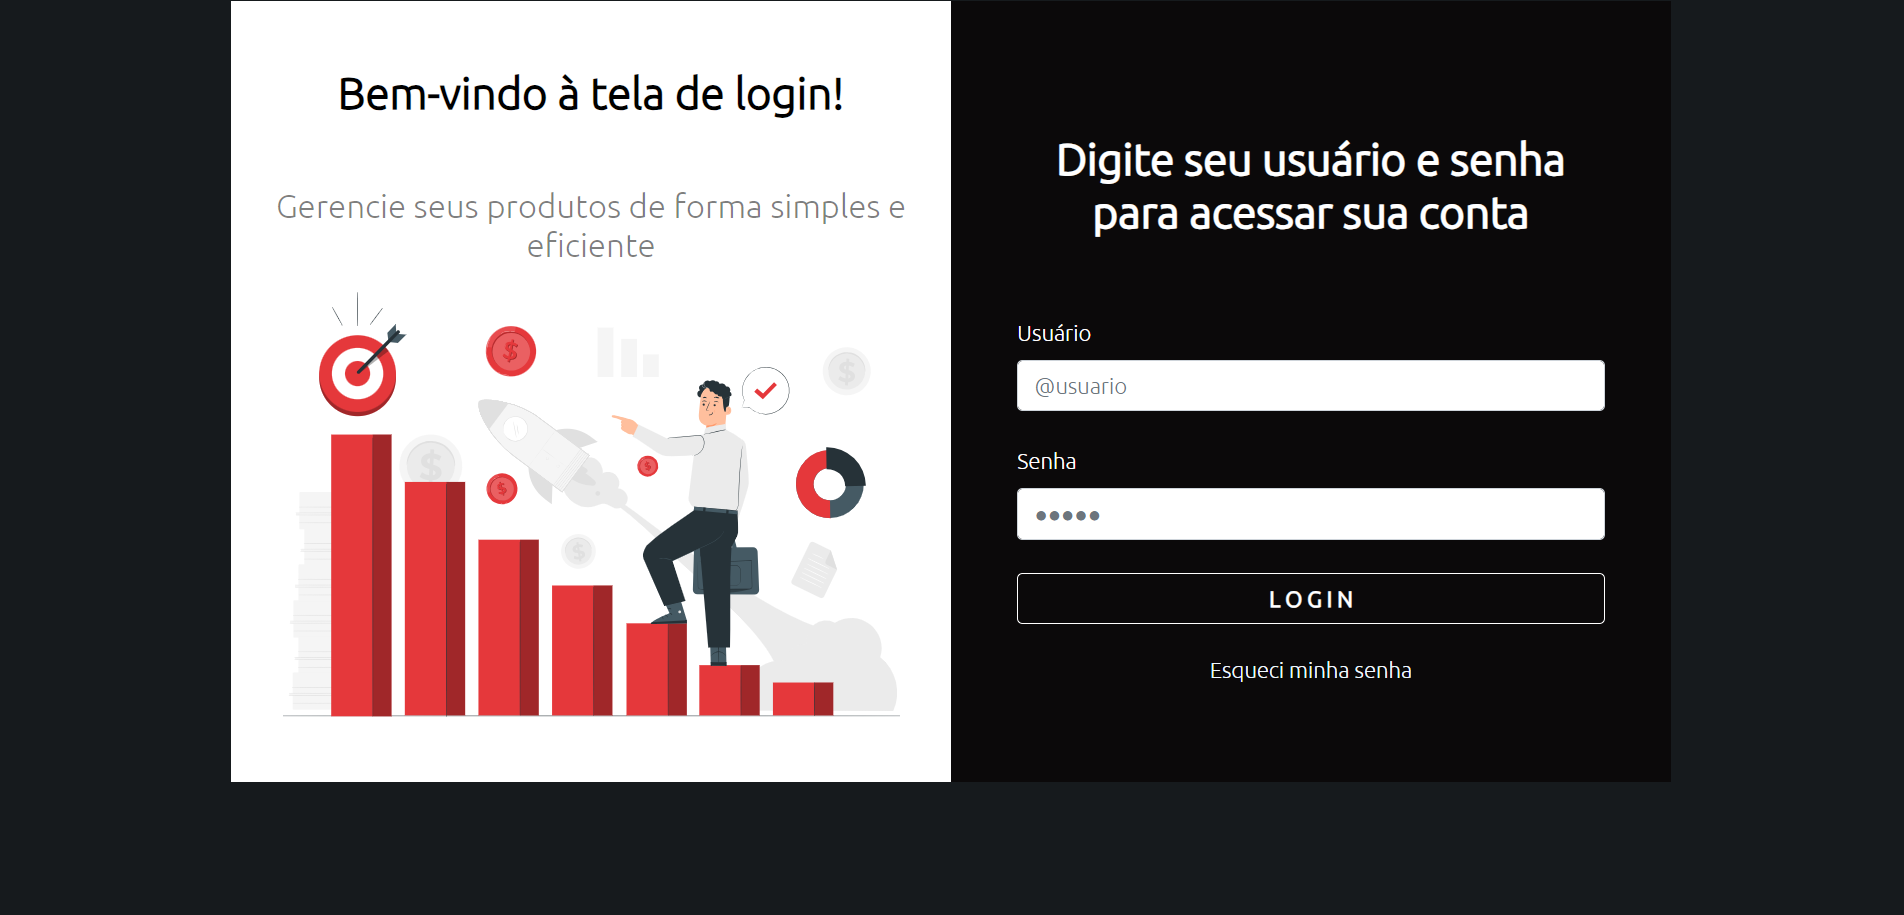 Bem-vindo à tela de login!
Gerencie seus produtos de forma simples e
eficiente
$
$
$
$
$
$
Digite seu usuário e senha
para acessar sua conta
Usuário
@usuario
Senha
●●●●●
LOGIN
Esqueci minha senha